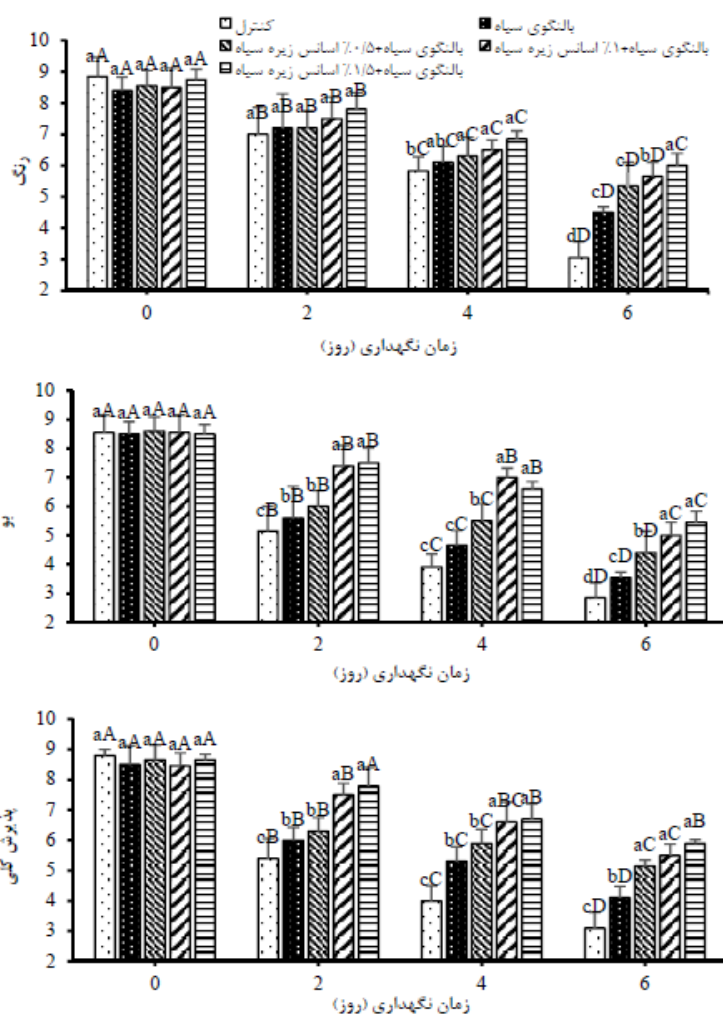 کنترل بالنگوی سیاه
بالنگوی سیاه+۰/۵٪ اسانس زیره سیاه بالنگوی سیاه+۱٪ اسانس زیره سیاه
بالنگوی سیاه+۱/۵٪ اسانس زیره سیاه
10
9
8
7
6
5
4
3
2
رنگ
aA aA aA aA aA
aB aB aB aB aB
bC abC aC aC aC
dD cD cD bD aC
0 2 4 6
زمان نگهداری (روز)
10
9
8
7
6
5
4
3
2
بو
aA aA aA aA aA
cB bB bB aB aB
cC cC bC aB aB
dD cD bD aC aC
0 2 4 6
زمان نگهداری (روز)
10
9
8
7
6
5
4
3
2
پذیرش کلی
aA aA aA aA aA
cB bB bB aB aA
cC bC bC aBC aB
cD bD aC aC aB
0 2 4 6
زمان نگهداری (روز)